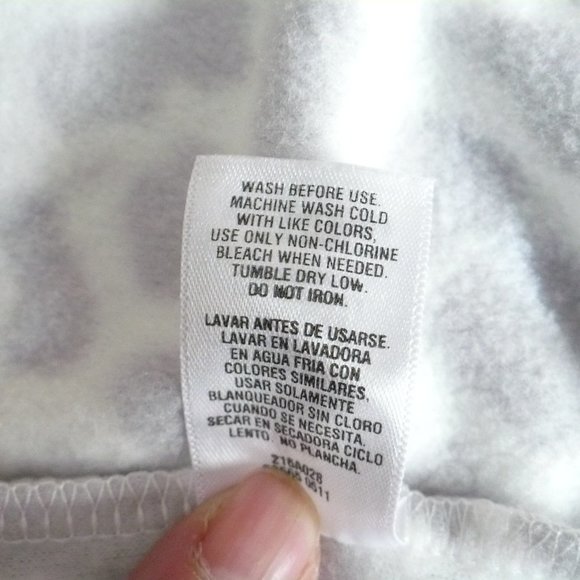 WASH BEFORE USE.
MACHINE WASH COLD
WITH LIKE COLORS,
USE ONLY NON-CHLORINE
BLEACH WHEN NEEDED.
TUMBLE DRY LOW.
DO NOT IRON.
LAVAR ANTES DE USARSE.
LAVAR EN LAVADORA
EN AGUA FRIA CON
COLORES SIMILARES,
USAR SOLAMENTE
BLANQUEADOR SIN CLORO
CUANDO SE NECESITA.
SECAR EN SECADORA CICLO
LENTO. NO PLANCHA.
216A028
0511